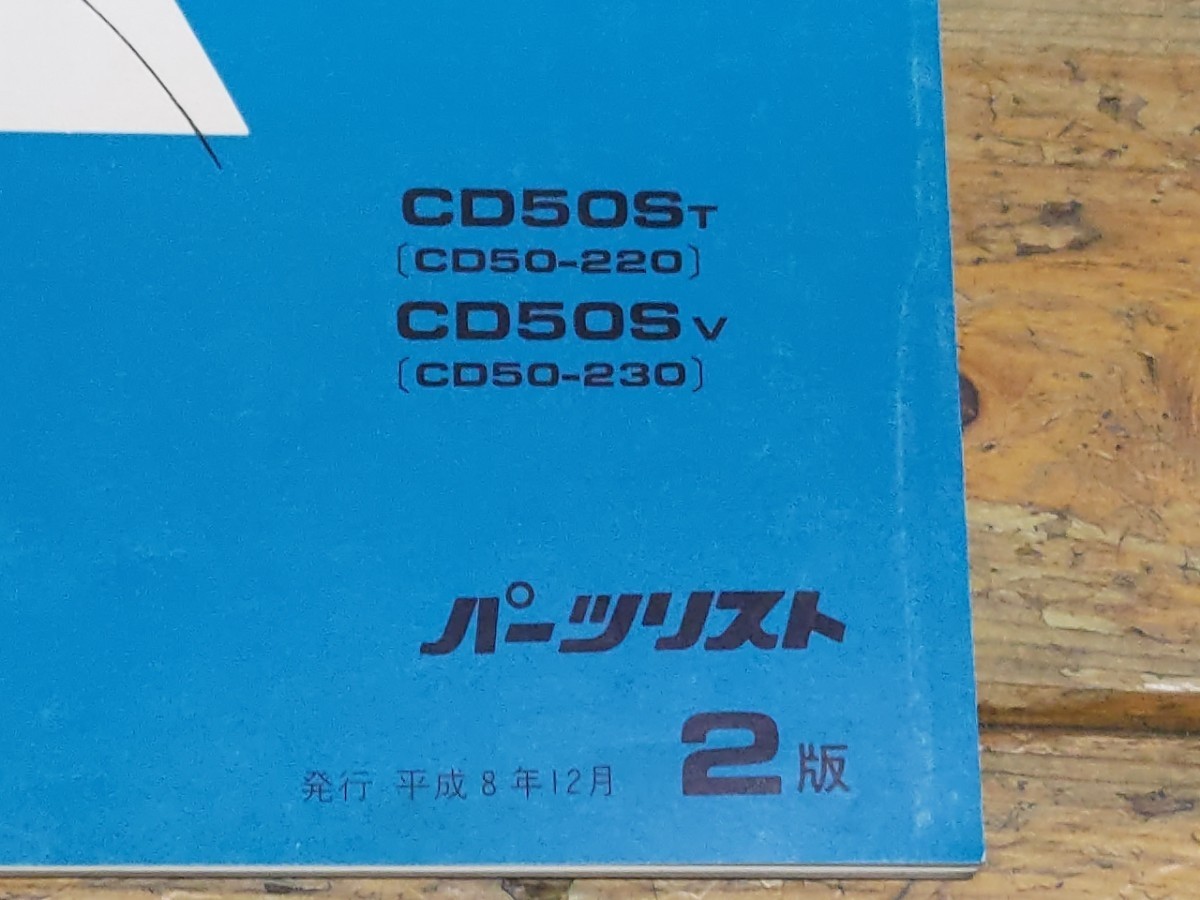 CD50ST
〔CD50-220〕
CD50SV
〔CD50-230〕
パーツリスト
発行 平成8年12月 2版